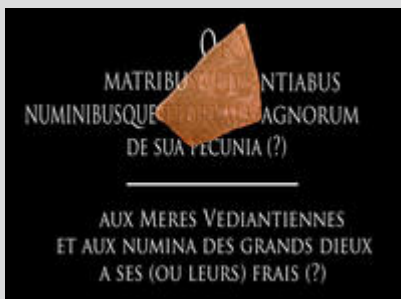 MATRIBU NTIABUS
NUMINIBUSQUE AGNORUM
DE SUA PECUNIA (?)
AUX MERES VEDIANTIENNES
ET AUX NUMINA DES GRANDS DIEUX
A SES (OU LEURS) FRAIS (?)